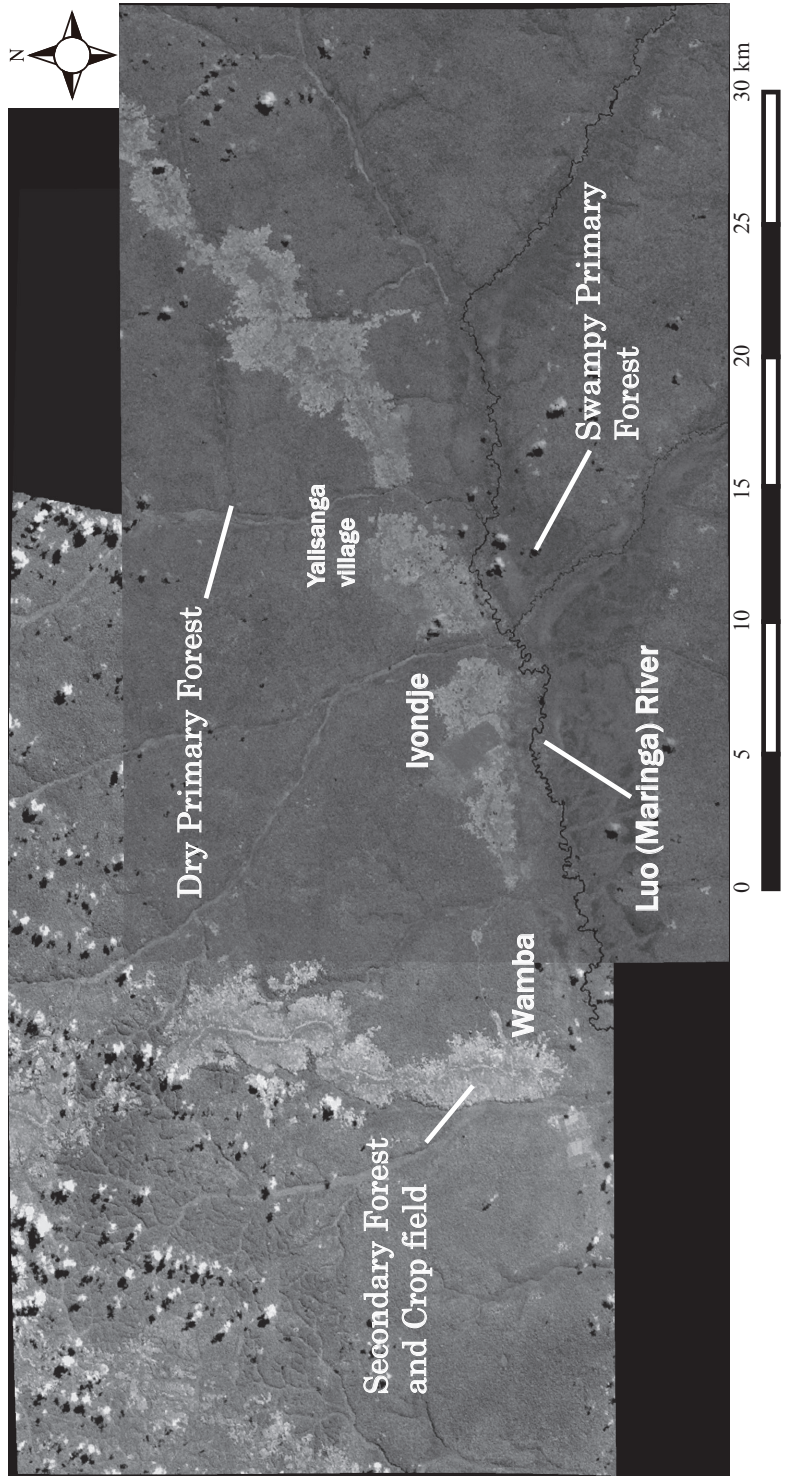 N
Dry Primary Forest
Yalisanga
village
Iyondje
Secondary Forest
and Crop field
Wamba
Swampy Primary
Forest
Luo (Maringa) River
0
5
10
15
20
25
30 km